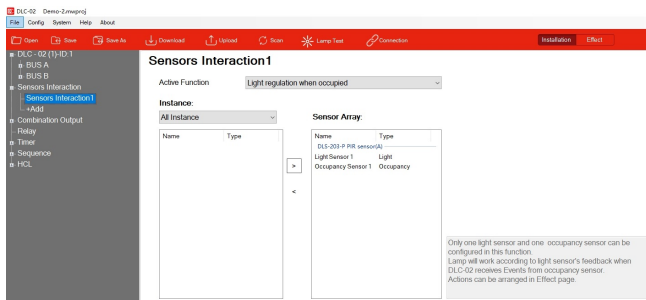 DLC-02 Demo-2.mwproj
File Config System Help About
Open Save Save As Download Upload Scan Lamp Test Connection Installation Effect
DLC - 02 (1)-ID:1
BUS A
BUS B
Sensors Interaction
Sensors Interaction1
+Add
Combination Output
Relay
Timer
Sequence
HCL
Sensors Interaction1
Active Function Light regulation when occupied
Instance:
All Instance Sensor Array:
Name Type Name Type
DLS-203-P PIR sensor(A)
Light Sensor 1 Light
> Occupancy Sensor 1 Occupancy
<
Only one light sensor and one occupancy sensor can be
configured in this function.
Lamp will work according to light sensor's feedback when
DLC-02 receives Events from occupancy sensor.
Actions can be arranged in Effect page.